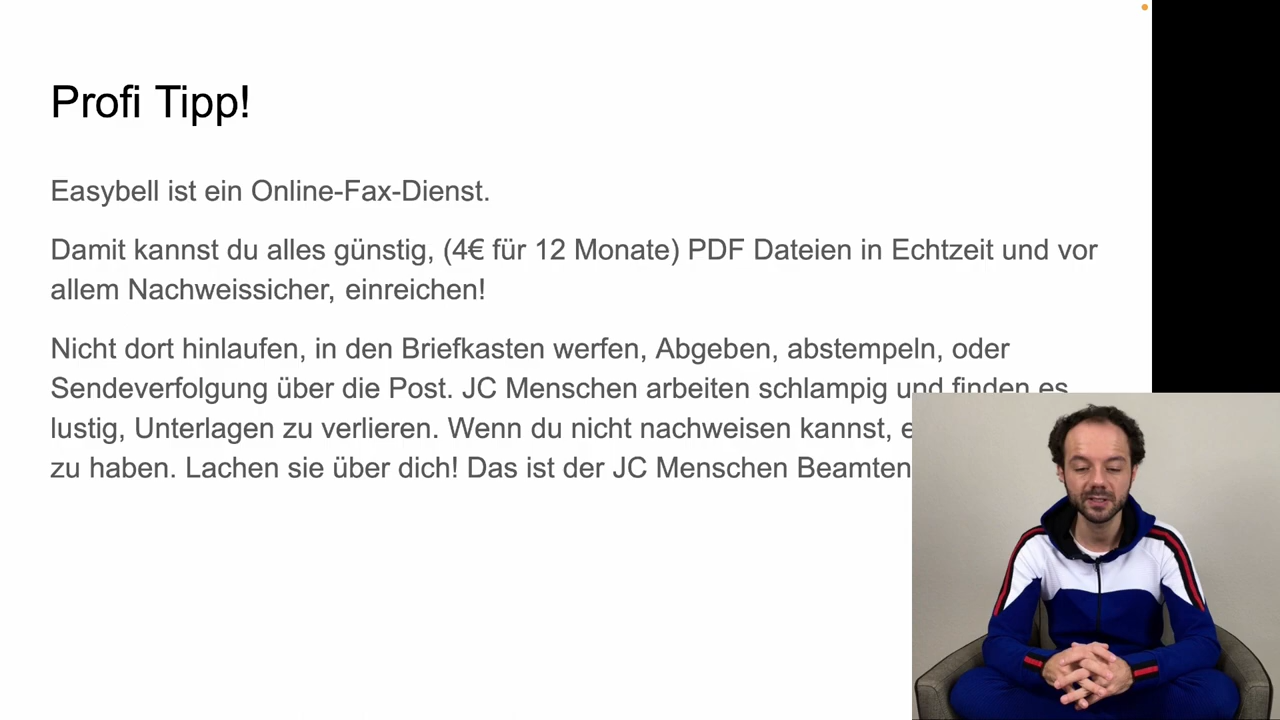 Profi Tipp!
Easybell ist ein Online-Fax-Dienst.
Damit kannst du alles günstig, (4€ für 12 Monate) PDF Dateien in Echtzeit und vor
allem Nachweissicher, einreichen!
Nicht dort hinlaufen, in den Briefkasten werfen, Abgeben, abstempeln, oder
Sendeverfolgung über die Post. JC Menschen arbeiten schlampig und finden es
lustig, Unterlagen zu verlieren. Wenn du nicht nachweisen kannst,
zu haben. Lachen sie über dich! Das ist der JC Menschen Beamten